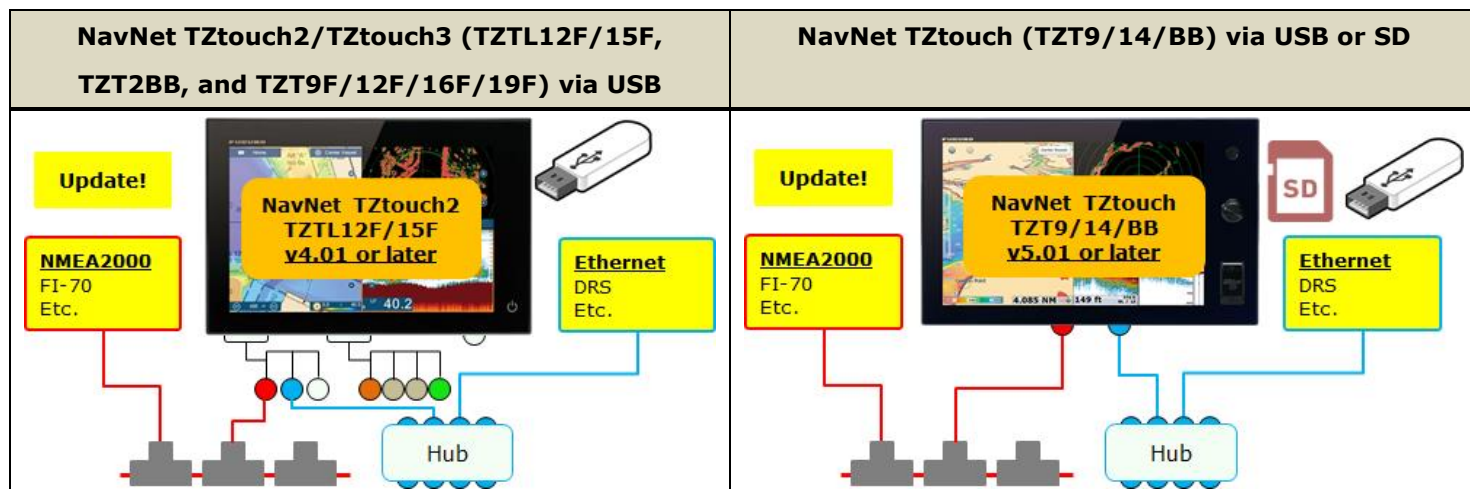 NavNet TZtouch2/TZtouch3 (TZTL12F/15F,
TZT2BB, and TZT9F/12F/16F/19F) via USB
NavNet TZtouch (TZT9/14/BB) via USB or SD
Update!
FURUNO
NavNet TZtouch2
TZTL12F/15F
v4.01 or later
40.2
NMEA2000
FI-70
Etc.
Ethernet
DRS
Etc.
Hub
Update!
NavNet TZtouch
TZT9/14/BB
v5.01 or later
4.085 NM
149 ft
SD
NMEA2000
FI-70
Etc.
Ethernet
DRS
Etc.
Hub